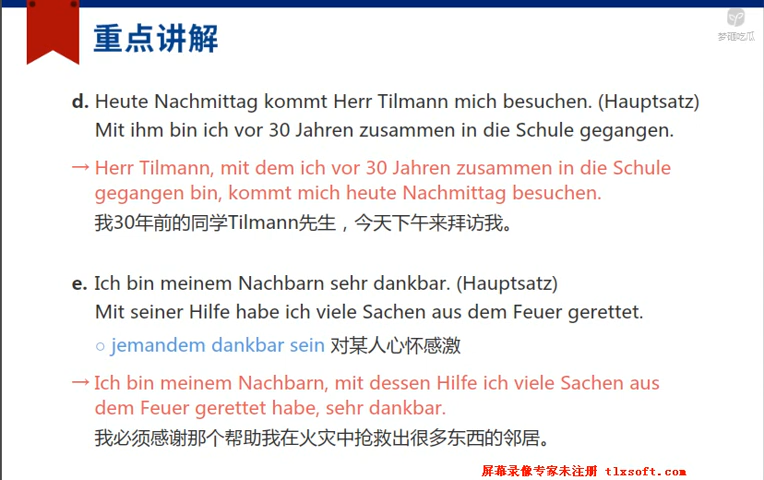 重点讲解
梦砸吃瓜
d. Heute Nachmittag kommt Herr Tilmann mich besuchen. (Hauptsatz)
Mit ihm bin ich vor 30 Jahren zusammen in die Schule gegangen.
→ Herr Tilmann, mit dem ich vor 30 Jahren zusammen in die Schule
gegangen bin, kommt mich heute Nachmittag besuchen.
我30年前的同学Tilmann先生，今天下午来拜访我。
e. Ich bin meinem Nachbarn sehr dankbar. (Hauptsatz)
Mit seiner Hilfe habe ich viele Sachen aus dem Feuer gerettet.
○ jemandem dankbar sein 对某人心怀感激
→ Ich bin meinem Nachbarn, mit dessen Hilfe ich viele Sachen aus
dem Feuer gerettet habe, sehr dankbar.
我必须感谢那个帮助我在火灾中抢救出很多东西的邻居。
屏幕录像专家未注册 tlxsoft.com